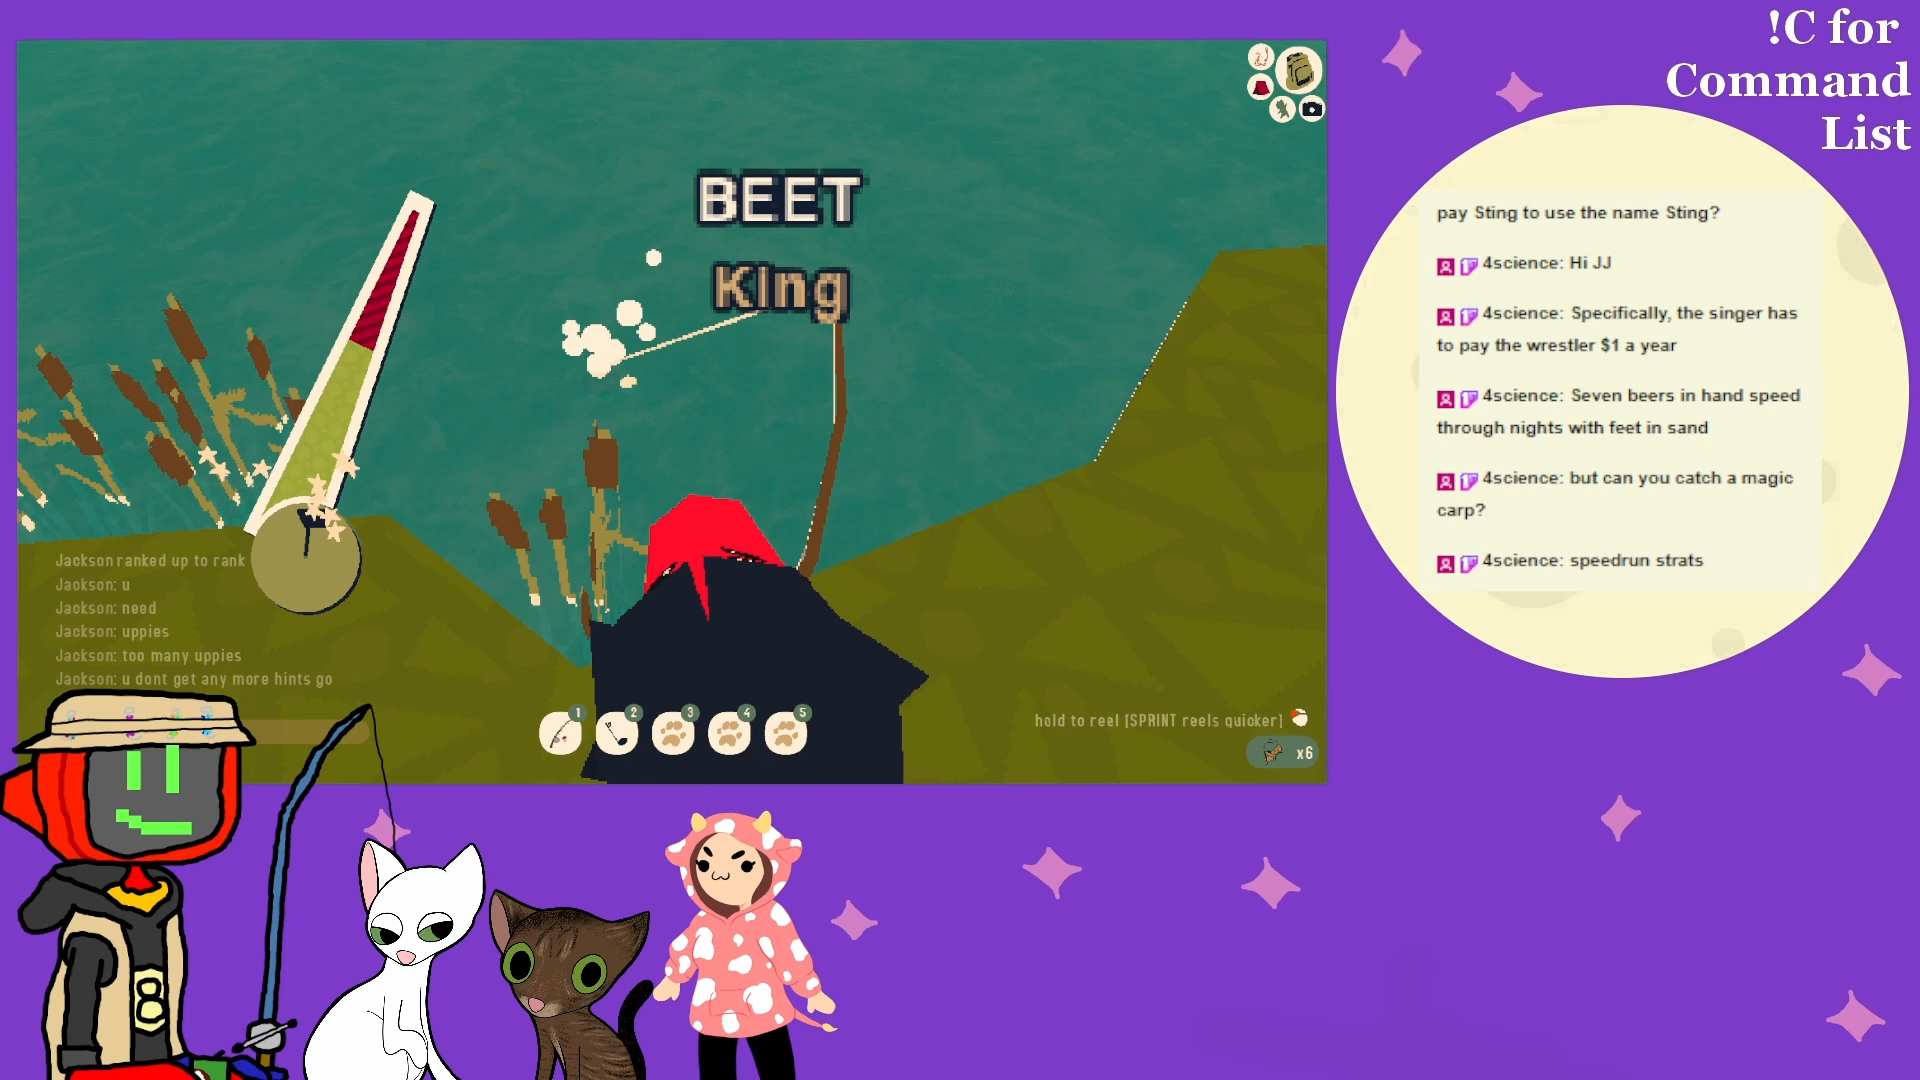 !C for
Command
List
BEET
KIng
pay Sting to use the name Sting?
4science: Hi JJ
4science: Specifically, the singer has
to pay the wrestler $1 a year
4science: Seven beers in hand speed
through nights with feet in sand
4science: but can you catch a magic
carp?
4science: speedrun strats
Jackson ranked up to rank
Jackson: u
Jackson: need
Jackson: uppies
Jackson: too many uppies
Jackson: u dont get any more hints go
1 2 3 4 5
hold to reel [SPRINT reels quicker]
x6
8